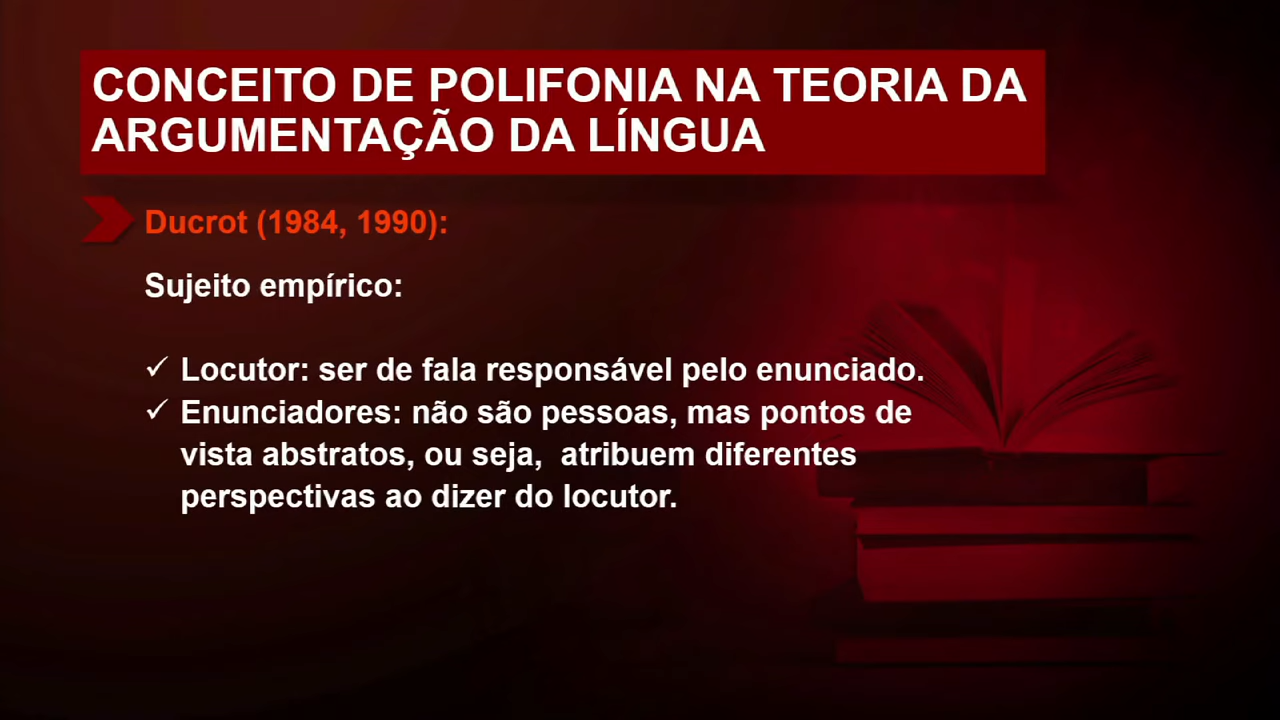 CONCEITO DE POLIFONIA NA TEORIA DA
ARGUMENTAÇÃO DA LÍNGUA
Ducrot (1984, 1990):
Sujeito empírico:
✓ Locutor: ser de fala responsável pelo enunciado.
✓ Enunciadores: não são pessoas, mas pontos de
vista abstratos, ou seja, atribuem diferentes
perspectivas ao dizer do locutor.